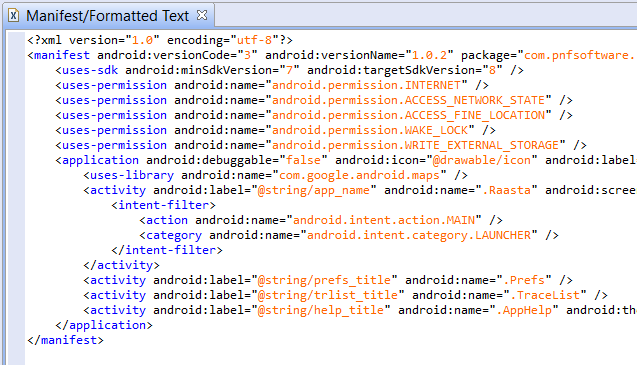 Manifest/Formatted Text
<?xml version="1.0" encoding="utf-8"?>
<manifest android:versionCode="3" android:versionName="1.0.2" package="com.pnfsoftware.
<uses-sdk android:minSdkVersion="7" android:targetSdkVersion="8" />
<uses-permission android:name="android.permission.INTERNET" />
<uses-permission android:name="android.permission.ACCESS_NETWORK_STATE" />
<uses-permission android:name="android.permission.ACCESS_FINE_LOCATION" />
<uses-permission android:name="android.permission.WAKE_LOCK" />
<uses-permission android:name="android.permission.WRITE_EXTERNAL_STORAGE" />
<application android:debuggable="false" android:icon="@drawable/icon" android:label
<uses-library android:name="com.google.android.maps" />
<activity android:label="@string/app_name" android:name=".Raasta" android:scree
<intent-filter>
<action android:name="android.intent.action.MAIN" />
<category android:name="android.intent.category.LAUNCHER" />
</intent-filter>
</activity>
<activity android:label="@string/prefs_title" android:name=".Prefs" />
<activity android:label="@string/trlist_title" android:name=".TraceList" />
<activity android:label="@string/help_title" android:name=".AppHelp" android:th
</application>
</manifest>